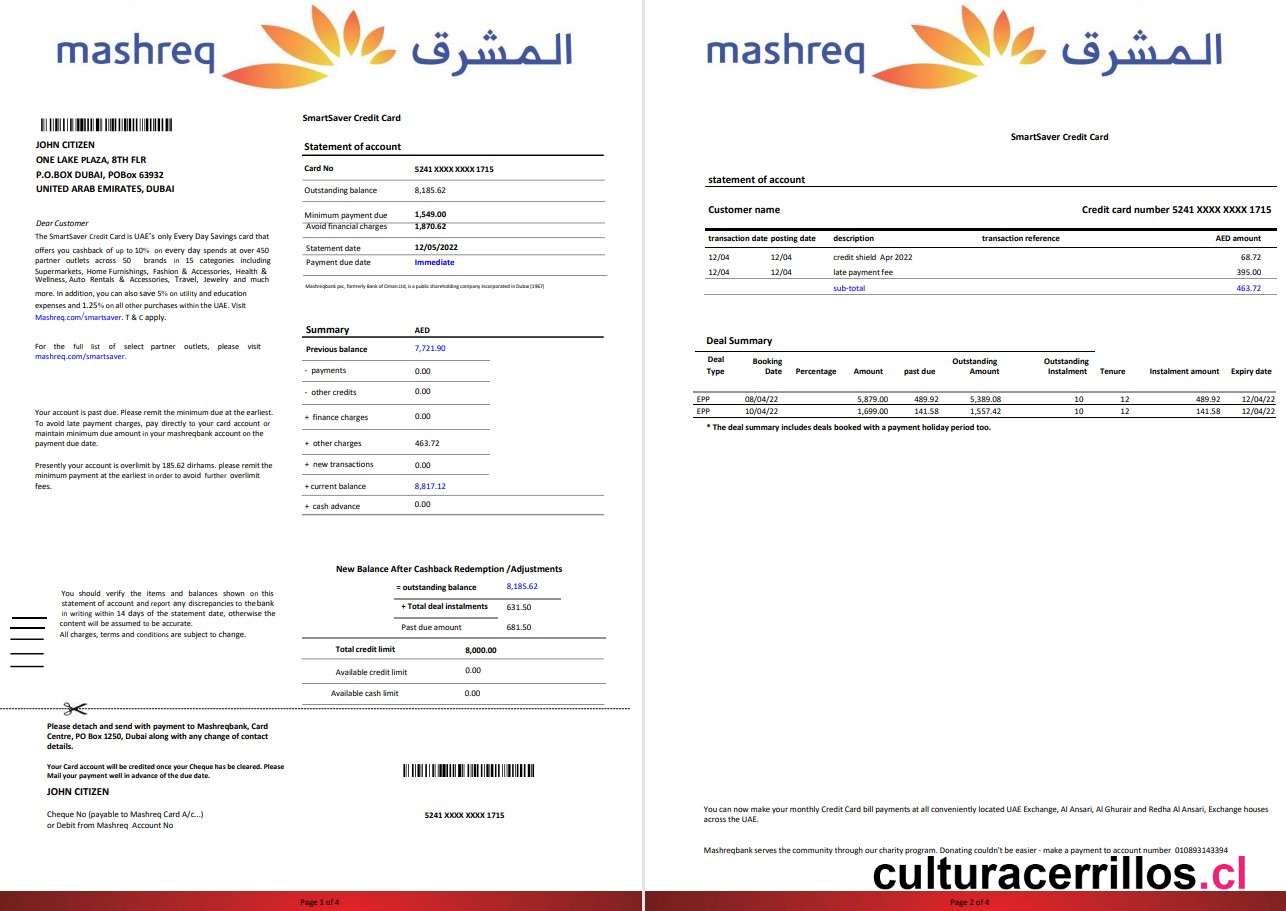 mashreq المشرق
SmartSaver Credit Card
JOHN CITIZEN
ONE LAKE PLAZA, 8TH FLR
P.O.BOX DUBAI, POBox 63932
UNITED ARAB EMIRATES, DUBAI
Dear Customer
The SmartSaver Credit Card is UAE's only Every Day Savings card that
offers you cashback of up to 10% on every day spends at over 450
partner outlets across 50 brands in 15 categories including
Supermarkets, Home Furnishings, Fashion & Accessories, Health &
Wellness, Auto Rentals & Accessories, Travel, Jewelry and much
more. In addition, you can also save 5% on utility and education
expenses and 1.25% on all other purchases within the UAE. Visit
Mashreq.com/smartsaver. T & C apply.
For the full list of select partner outlets, please visit
mashreq.com/smartsaver.
Your account is past due. Please remit the minimum due at the earliest.
To avoid late payment charges, pay directly to your card account or
maintain minimum due amount in your mashreqbank account on the
payment due date.
Presently your account is overlimit by 185.62 dirhams. please remit the
minimum payment at the earliest in order to avoid further overlimit
fees.
You should verify the items and balances shown on this
statement of account and report any discrepancies to the bank
in writing within 14 days of the statement date, otherwise the
content will be assumed to be accurate.
All charges, terms and conditions are subject to change.
Statement of account
Card No 5241 XXXX XXXX 1715
Outstanding balance 8,185.62
Minimum payment due 1,549.00
Avoid financial charges 1,870.62
Statement date 12/05/2022
Payment due date Immediate
Mashreqbank psc, formerly Bank of Oman Ltd, is a public shareholding company incorporated in Dubai (1967)
Summary AED
Previous balance 7,721.90
- payments 0.00
- other credits 0.00
+ finance charges 0.00
+ other charges 463.72
+ new transactions 0.00
+ current balance 8,817.12
+ cash advance 0.00
New Balance After Cashback Redemption /Adjustments
= outstanding balance 8,185.62
+ Total deal instalments 631.50
Past due amount 681.50
Total credit limit 8,000.00
Available credit limit 0.00
Available cash limit 0.00
Please detach and send with payment to Mashreqbank, Card
Centre, PO Box 1250, Dubai along with any change of contact
details.
Your Card account will be credited once your Cheque has be cleared. Please
Mail your payment well in advance of the due date.
JOHN CITIZEN
Cheque No (payable to Mashreq Card A/c...)
or Debit from Mashreq Account No
5241 XXXX XXXX 1715
Page 1 of 4
mashreq المشرق
SmartSaver Credit Card
statement of account
Customer name Credit card number 5241 XXXX XXXX 1715
transaction date posting date description transaction reference AED amount
12/04 12/04 credit shield Apr 2022 68.72
12/04 12/04 late payment fee 395.00
sub-total 463.72
Deal Summary
Deal Type Booking Date Percentage Amount past due Outstanding Amount Outstanding Instalment Tenure Instalment amount Expiry date
EPP 08/04/22 5,879.00 489.92 5,389.08 10 12 489.92 12/04/22
EPP 10/04/22 1,699.00 141.58 1,557.42 10 12 141.58 12/04/22
* The deal summary includes deals booked with a payment holiday period too.
You can now make your monthly Credit Card bill payments at all conveniently located UAE Exchange, Al Ansari, Al Ghurair and Redha Al Ansari, Exchange houses
across the UAE.
Mashreqbank serves the community through our charity program. Donating couldn't be easier - make a payment to account number 010893143394
culturacerrillos.cl
Page 2 of 4